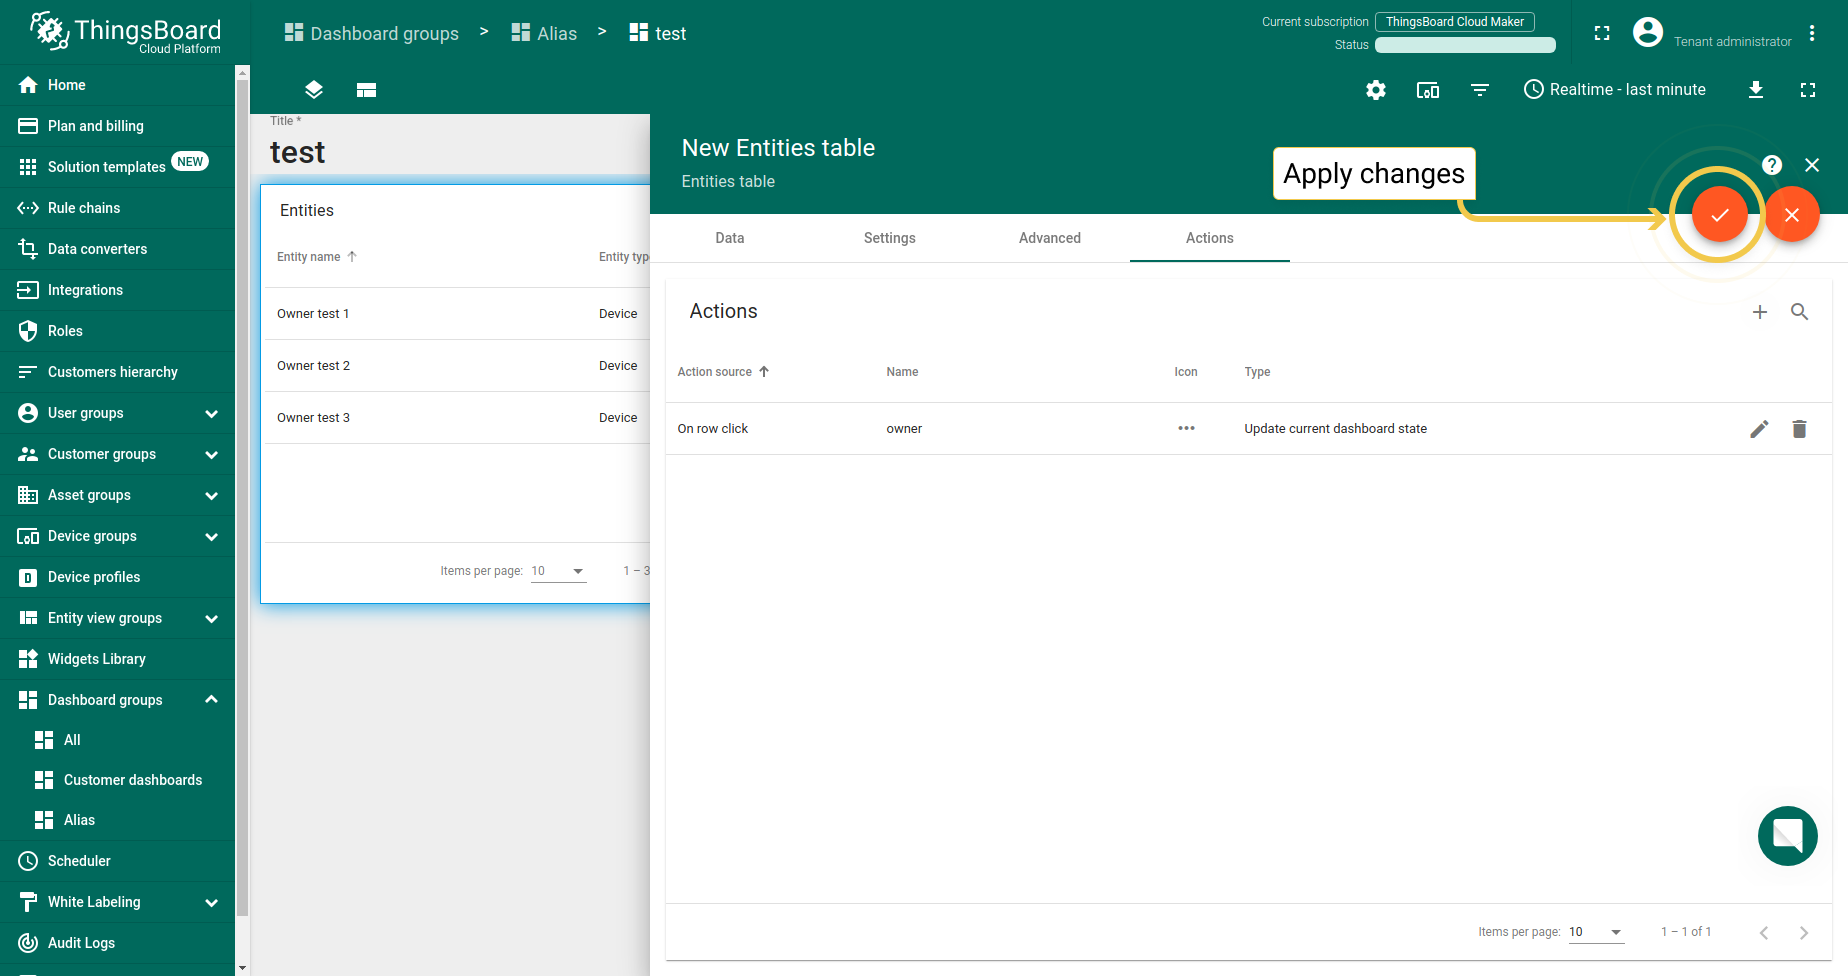 ThingsBoard
Cloud Platform
Home
Plan and billing
Solution templates NEW
Rule chains
Data converters
Integrations
Roles
Customers hierarchy
User groups
Customer groups
Asset groups
Device groups
Device profiles
Entity view groups
Widgets Library
Dashboard groups
All
Customer dashboards
Alias
Scheduler
White Labeling
Audit Logs
Dashboard groups > Alias > test
Current subscription ThingsBoard Cloud Maker
Status
Tenant administrator
Realtime - last minute
Title *
test
Entities
Entity name Entity typ
Owner test 1 Device
Owner test 2 Device
Owner test 3 Device
Items per page: 10 1 – 3
New Entities table
Entities table
Apply changes
Data Settings Advanced Actions
Actions
Action source Name Icon Type
On row click owner Update current dashboard state
Items per page: 10 1 – 1 of 1